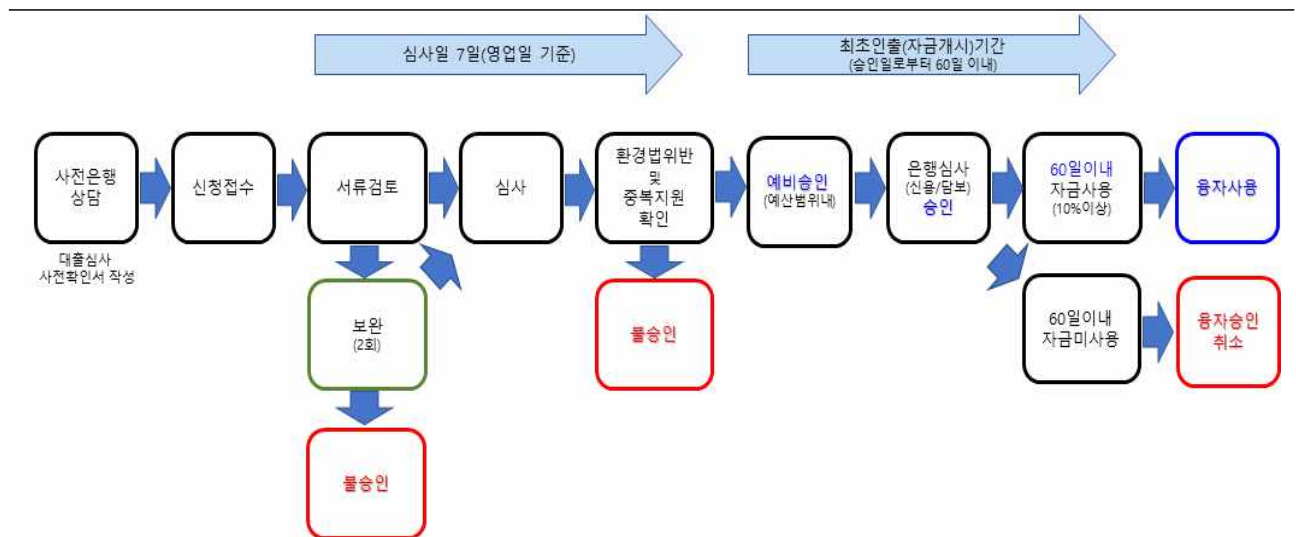 심사일 7일(영업일 기준)
최초인출(자금개시)기간
(승인일로부터 60일 이내)
사전은행
상담
대출심사
사전확인서 작성
신청접수
서류검토
심사
환경법위반
및
중복지원
확인
예비승인
(예산범위내)
은행심사
(신용/담보)
승인
60일이내
자금사용
(10%이상)
융자사용
보완
(2회)
불승인
불승인
60일이내
자금미사용
융자승인
취소